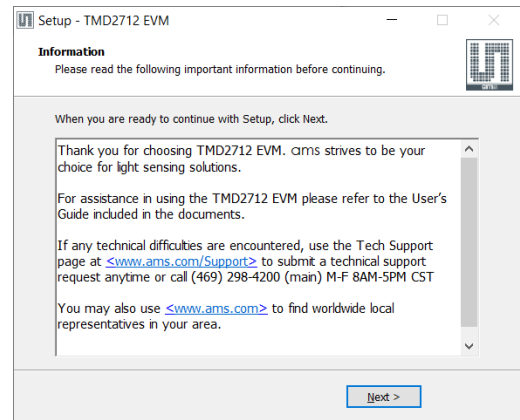 Setup - TMD2712 EVM
Information
Please read the following important information before continuing.
amu
When you are ready to continue with Setup, click Next.
Thank you for choosing TMD2712 EVM. ams strives to be your
choice for light sensing solutions.
For assistance in using the TMD2712 EVM please refer to the User's
Guide included in the documents.
If any technical difficulties are encountered, use the Tech Support
page at <www.ams.com/Support> to submit a technical support
request anytime or call (469) 298-4200 (main) M-F 8AM-5PM CST
You may also use <www.ams.com> to find worldwide local
representatives in your area.
Next >